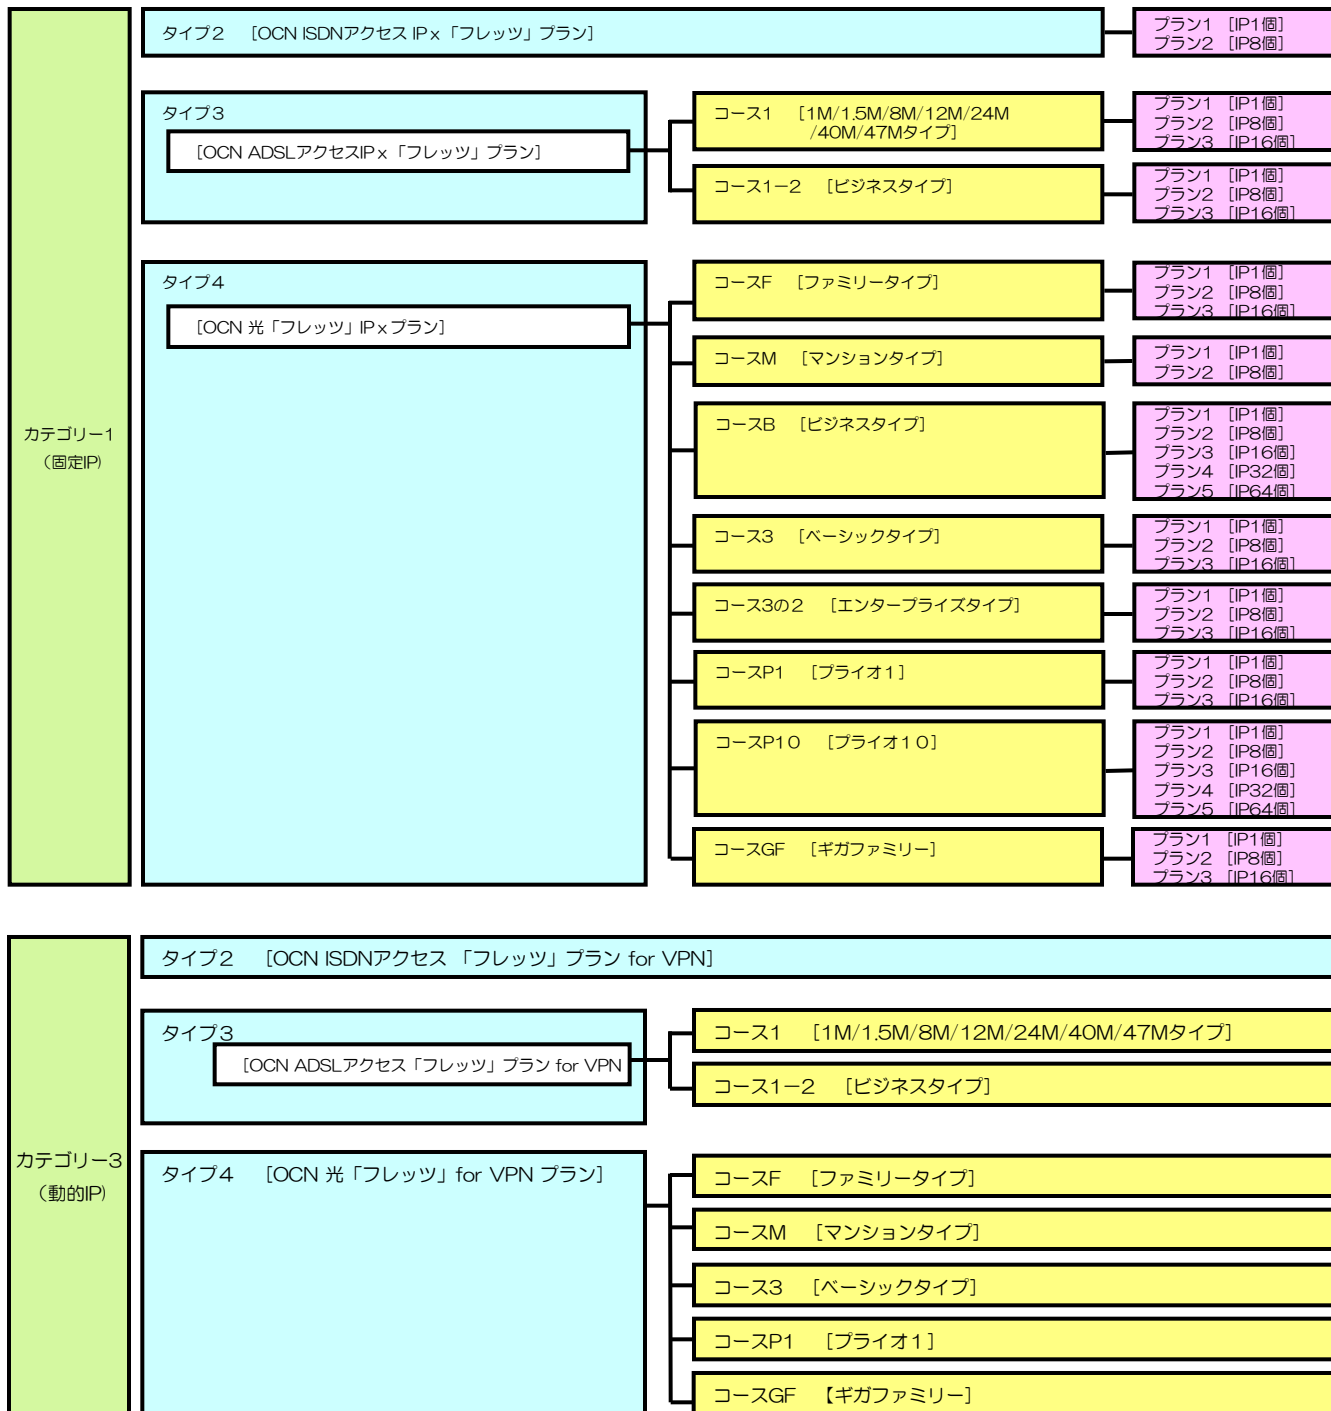 タイプ２　[OCN ISDNアクセス IPｘ「フレッツ」プラン]
プラン1　[IP1個]
プラン2　[IP8個]
タイプ３
[OCN ADSLアクセスIPｘ「フレッツ」プラン]
コース1　[1M/1.5M/8M/12M/24M
/40M/47Mタイプ]
プラン1　[IP1個]
プラン2　[IP8個]
プラン3　[IP16個]
コース1－2　[ビジネスタイプ]
プラン1　[IP1個]
プラン2　[IP8個]
プラン3　[IP16個]
カテゴリー1
（固定IP)
タイプ４
[OCN 光「フレッツ」IPｘプラン]
コースF　[ファミリータイプ]
プラン1　[IP1個]
プラン2　[IP8個]
プラン3　[IP16個]
コースM　[マンションタイプ]
プラン1　[IP1個]
プラン2　[IP8個]
コースB　[ビジネスタイプ]
プラン1　[IP1個]
プラン2　[IP8個]
プラン3　[IP16個]
プラン4　[IP32個]
プラン5　[IP64個]
コース3　[ベーシックタイプ]
プラン1　[IP1個]
プラン2　[IP8個]
プラン3　[IP16個]
コース3の２　[エンタープライズタイプ]
プラン1　[IP1個]
プラン2　[IP8個]
プラン3　[IP16個]
コースP1　[プライオ１]
プラン1　[IP1個]
プラン2　[IP8個]
プラン3　[IP16個]
コースP1０　[プライオ１０]
プラン1　[IP1個]
プラン2　[IP8個]
プラン3　[IP16個]
プラン4　[IP32個]
プラン5　[IP64個]
コースGF　[ギガファミリー]
プラン1　[IP1個]
プラン2　[IP8個]
プラン3　[IP16個]
タイプ２　[OCN ISDNアクセス 「フレッツ」プラン for VPN]
タイプ３
[OCN ADSLアクセス「フレッツ」プラン for VPN
コース1　[1M/1.5M/8M/12M/24M/40M/47Mタイプ]
コース1－2　[ビジネスタイプ]
カテゴリー3
（動的IP)
タイプ４　[OCN 光「フレッツ」for VPN プラン]
コースF　[ファミリータイプ]
コースM　[マンションタイプ]
コース3　[ベーシックタイプ]
コースP1　[プライオ１]
コースGF　【ギガファミリー]